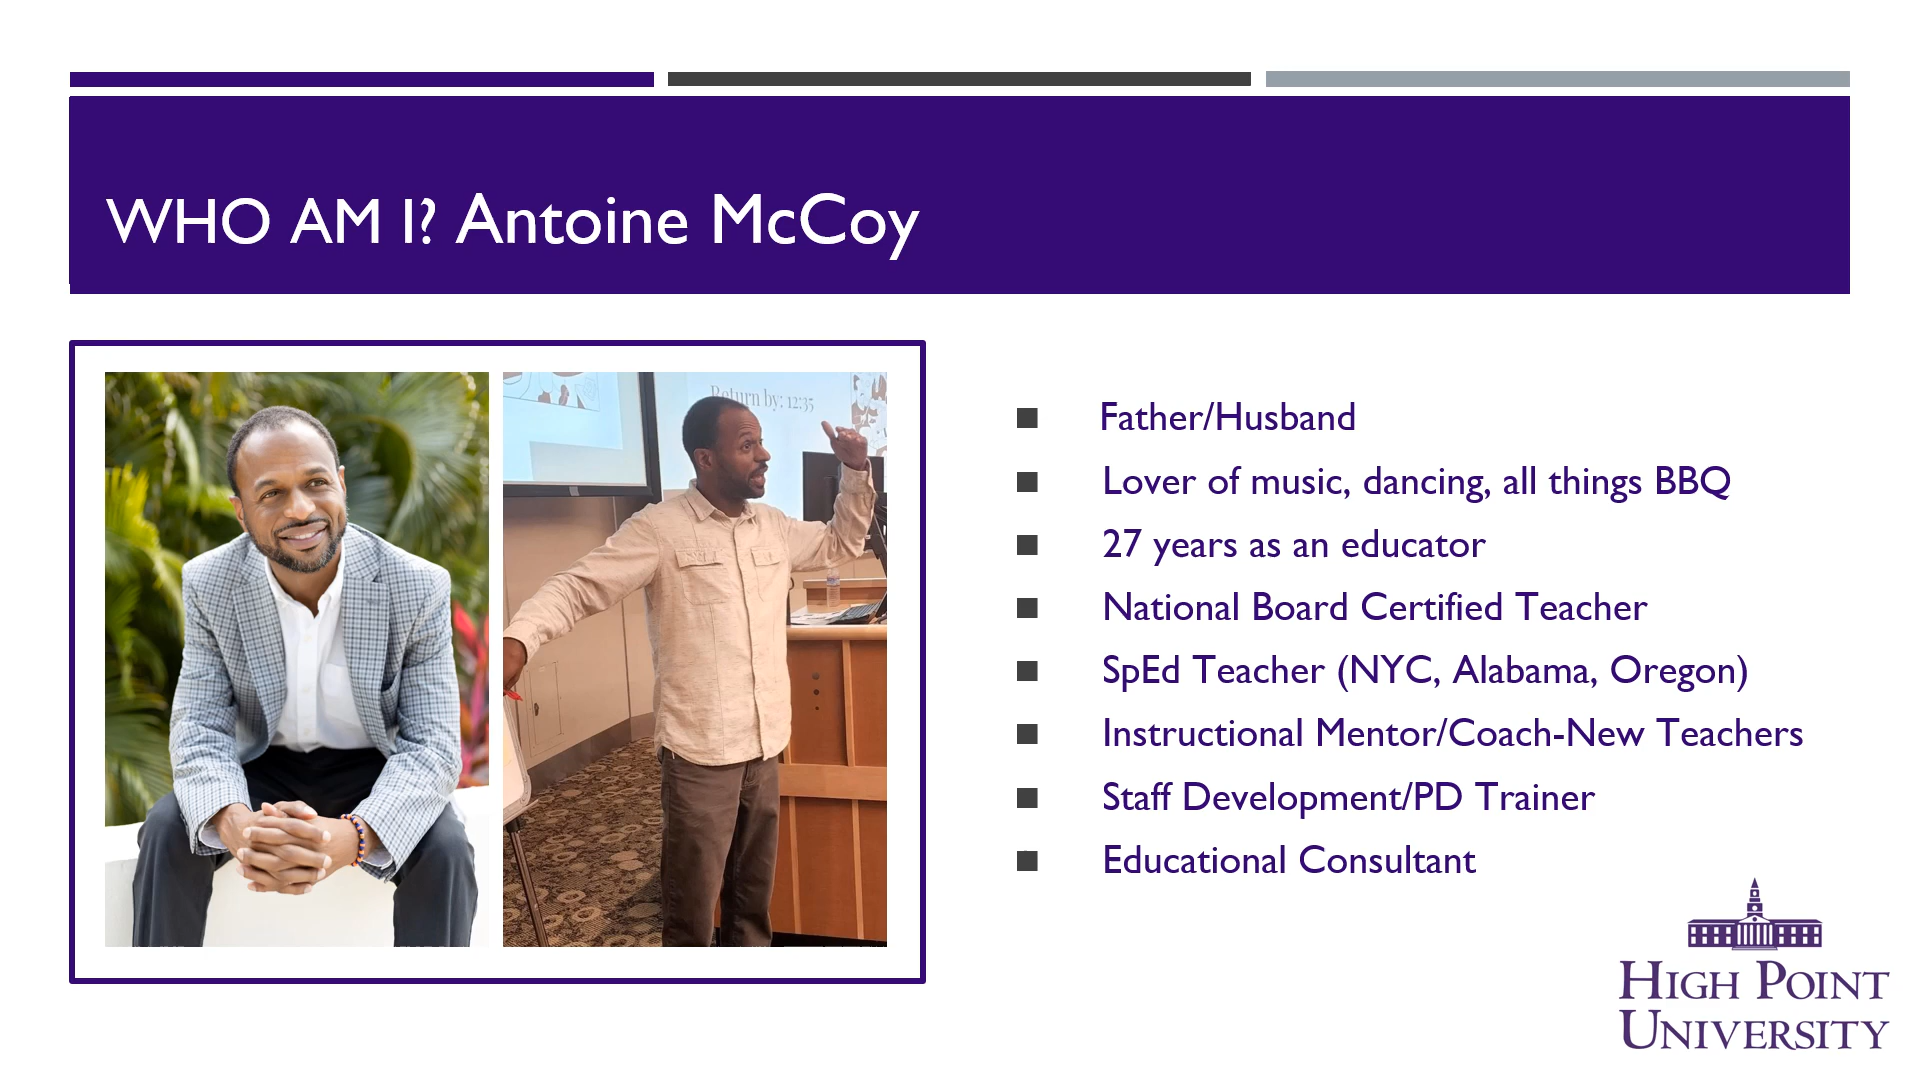 WHO AM I? Antoine McCoy
Return by: 12:35
Father/Husband
Lover of music, dancing, all things BBQ
27 years as an educator
National Board Certified Teacher
SpEd Teacher (NYC, Alabama, Oregon)
Instructional Mentor/Coach-New Teachers
Staff Development/PD Trainer
Educational Consultant
HIGH POINT
UNIVERSITY